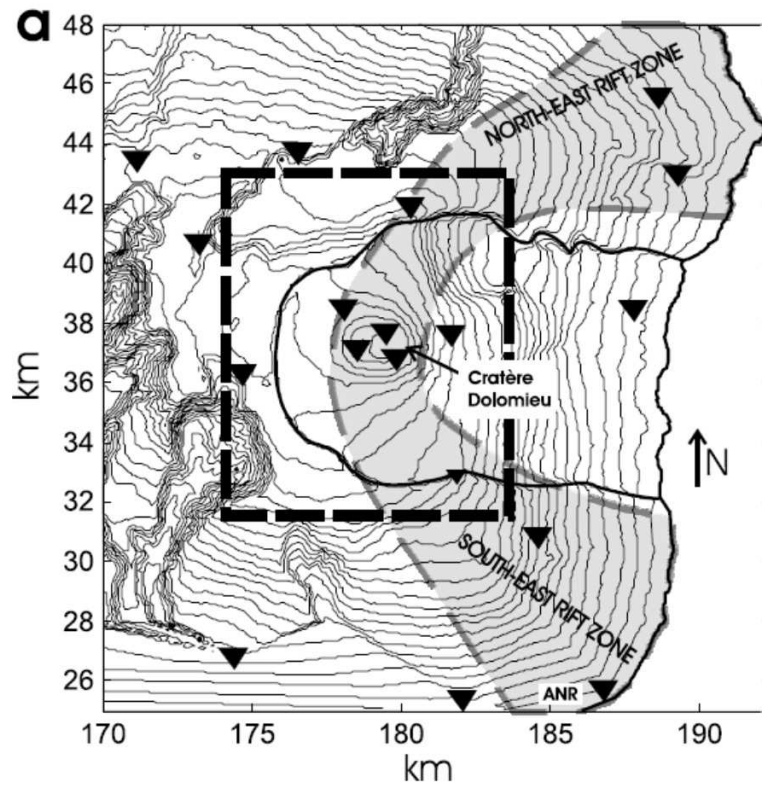 a
48
46
44
42
40
38
36
34
32
30
28
26
km
170
175
180
185
190
km
NORTH-EAST RIFT ZONE
Cratère
Dolomieu
N
SOUTH-EAST RIFT ZONE
ANR